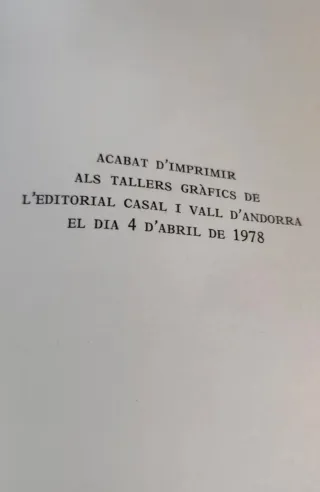 ACABAT D'IMPRIMIR
ALS TALLERS GRÀFICS DE
L'EDITORIAL CASAL I VALL D'ANDORRA
EL DIA 4 D'ABRIL DE 1978